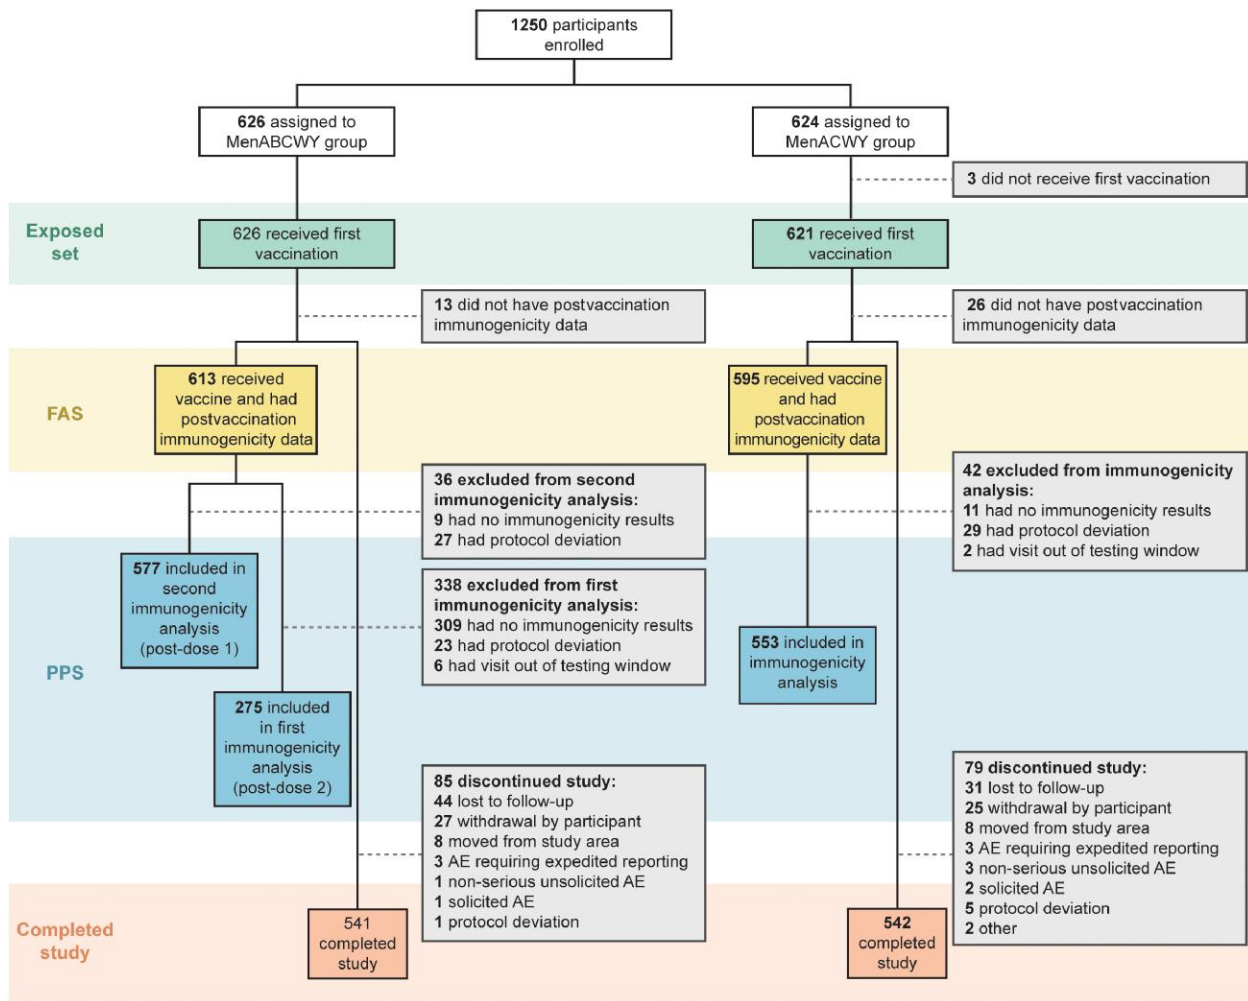 1250 participants
enrolled
626 assigned to
MenABCWY group
624 assigned to
MenACWY group
3 did not receive first vaccination
Exposed
set
626 received first
vaccination
621 received first
vaccination
13 did not have postvaccination
immunogenicity data
26 did not have postvaccination
immunogenicity data
FAS
613 received
vaccine and had
postvaccination
immunogenicity data
595 received vaccine
and had
postvaccination
immunogenicity data
36 excluded from second
immunogenicity analysis:
9 had no immunogenicity results
27 had protocol deviation
42 excluded from immunogenicity
analysis:
11 had no immunogenicity results
29 had protocol deviation
2 had visit out of testing window
PPS
577 included in
second
immunogenicity
analysis
(post-dose 1)
338 excluded from first
immunogenicity analysis:
309 had no immunogenicity results
23 had protocol deviation
6 had visit out of testing window
553 included in
immunogenicity
analysis
275 included
in first
immunogenicity
analysis
(post-dose 2)
85 discontinued study:
44 lost to follow-up
27 withdrawal by participant
8 moved from study area
3 AE requiring expedited reporting
1 non-serious unsolicited AE
1 solicited AE
1 protocol deviation
79 discontinued study:
31 lost to follow-up
25 withdrawal by participant
8 moved from study area
3 AE requiring expedited reporting
3 non-serious unsolicited AE
2 solicited AE
5 protocol deviation
2 other
Completed
study
541
completed
study
542
completed
study